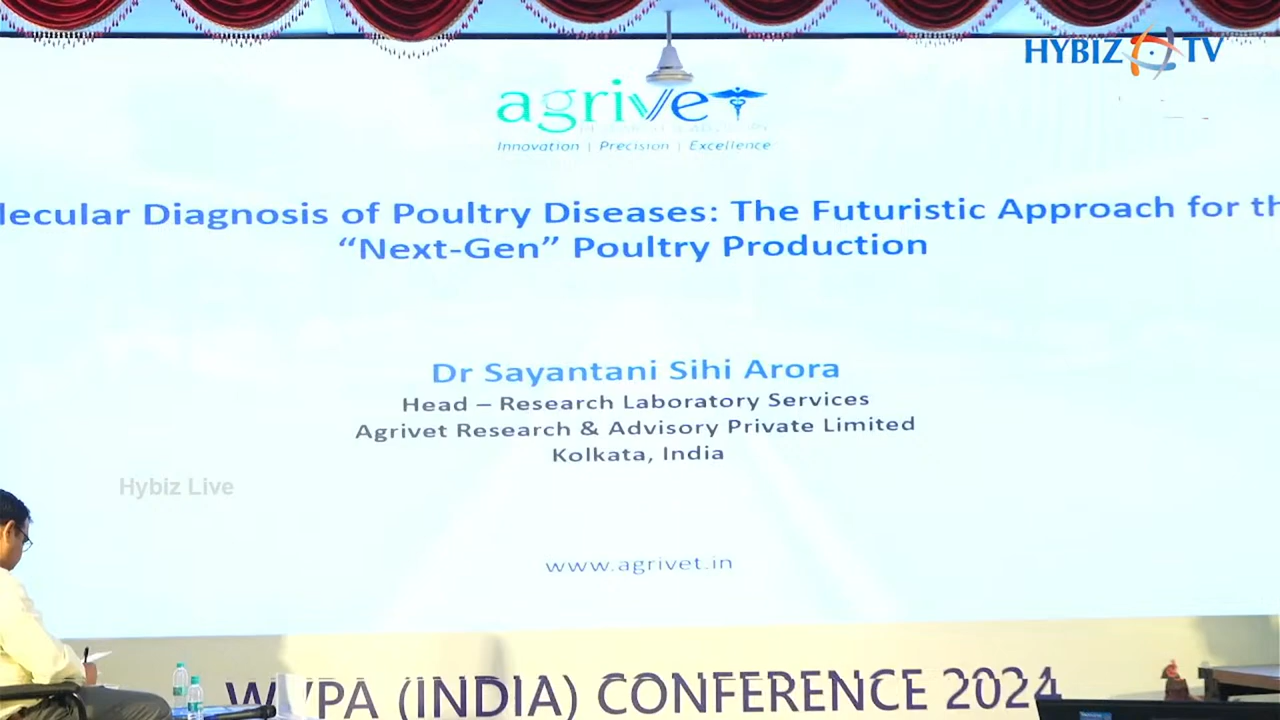 HYBIZ TV
agrivet
Innovation | Precision | Excellence
lecular Diagnosis of Poultry Diseases: The Futuristic Approach for th
“Next-Gen” Poultry Production
Dr Sayantani Sihi Arora
Head – Research Laboratory Services
Agrivet Research & Advisory Private Limited
Kolkata, India
Hybiz Live
www.agrivet.in
WVPA (INDIA) CONFERENCE 2024